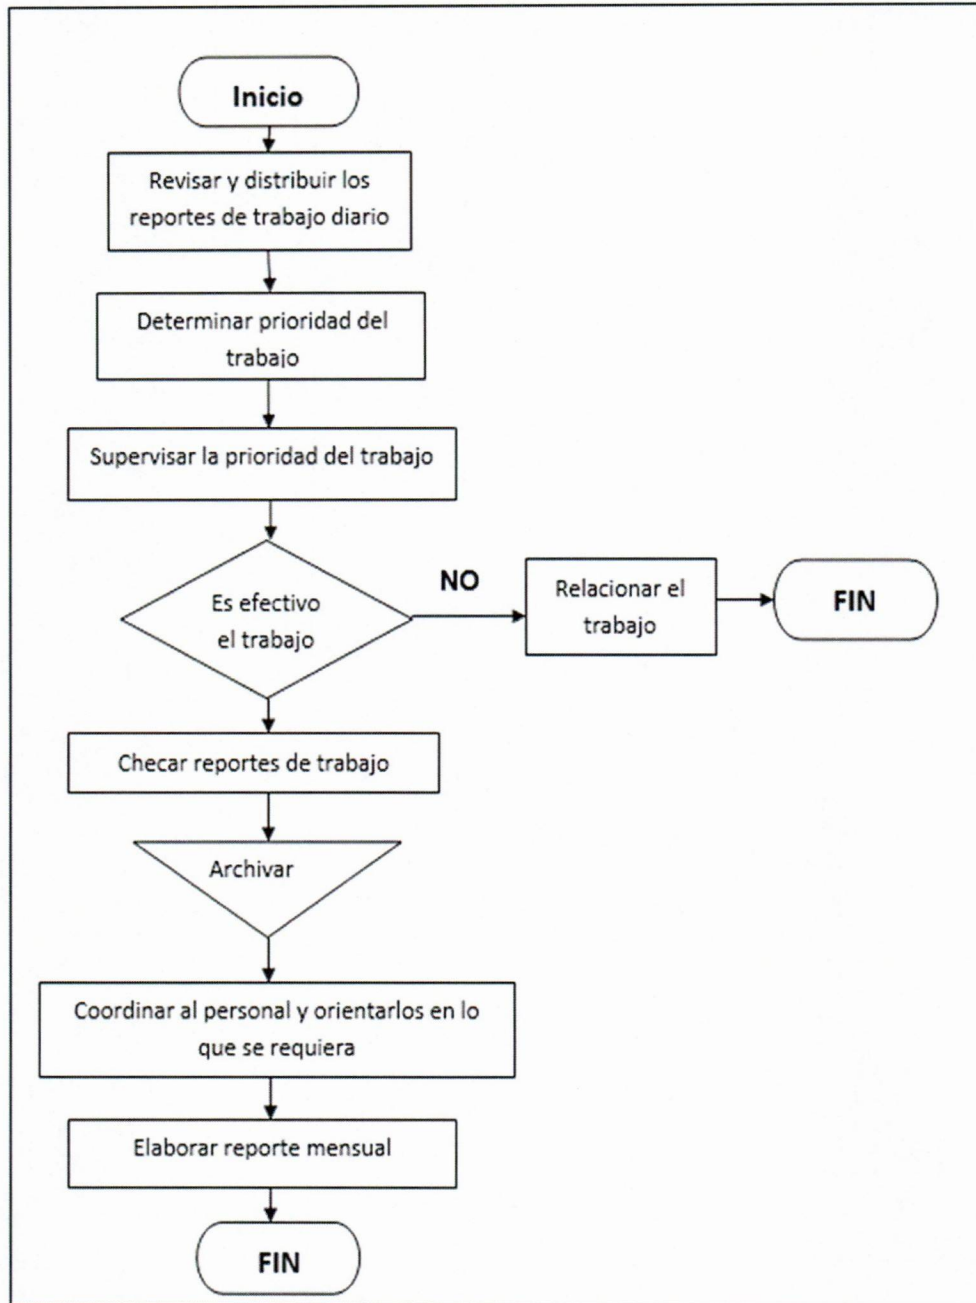 Inicio
Revisar y distribuir los
reportes de trabajo diario
Determinar prioridad del
trabajo
Supervisar la prioridad del trabajo
Es efectivo
el trabajo
NO
Relacionar el
trabajo
FIN
Checar reportes de trabajo
Archivar
Coordinar al personal y orientarlos en lo
que se requiera
Elaborar reporte mensual
FIN